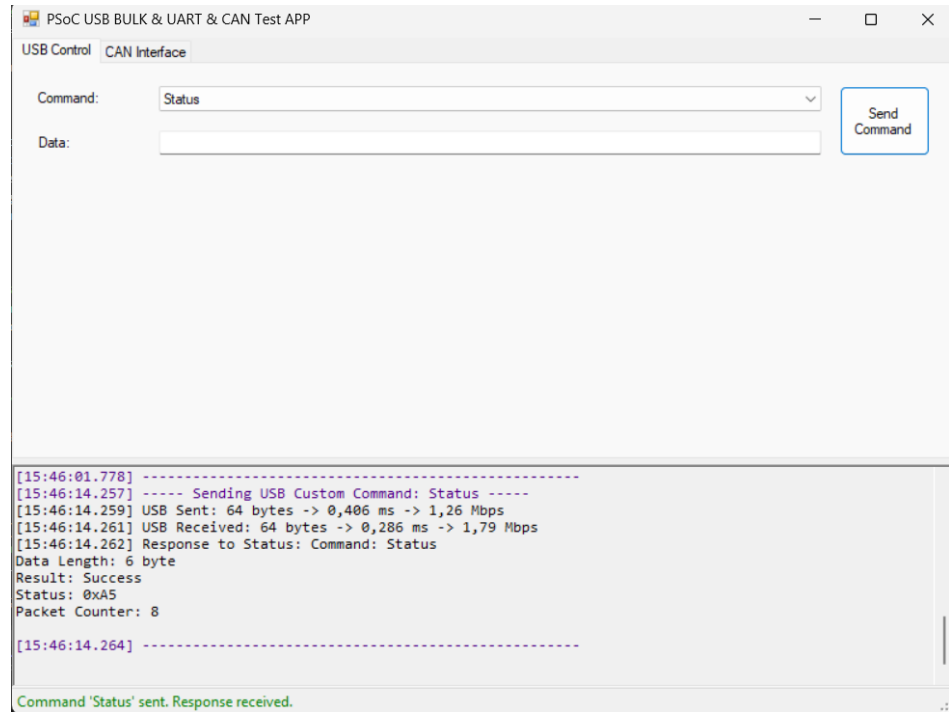 PSoC USB BULK & UART & CAN Test APP
USB Control CAN Interface
Command: Status
Send
Command
Data:
[15:46:01.778] ----------------------------------------------------
[15:46:14.257] ----- Sending USB Custom Command: Status -----
[15:46:14.259] USB Sent: 64 bytes -> 0,406 ms -> 1,26 Mbps
[15:46:14.261] USB Received: 64 bytes -> 0,286 ms -> 1,79 Mbps
[15:46:14.262] Response to Status: Command: Status
Data Length: 6 byte
Result: Success
Status: 0xA5
Packet Counter: 8
[15:46:14.264] ----------------------------------------------------
Command 'Status' sent. Response received.